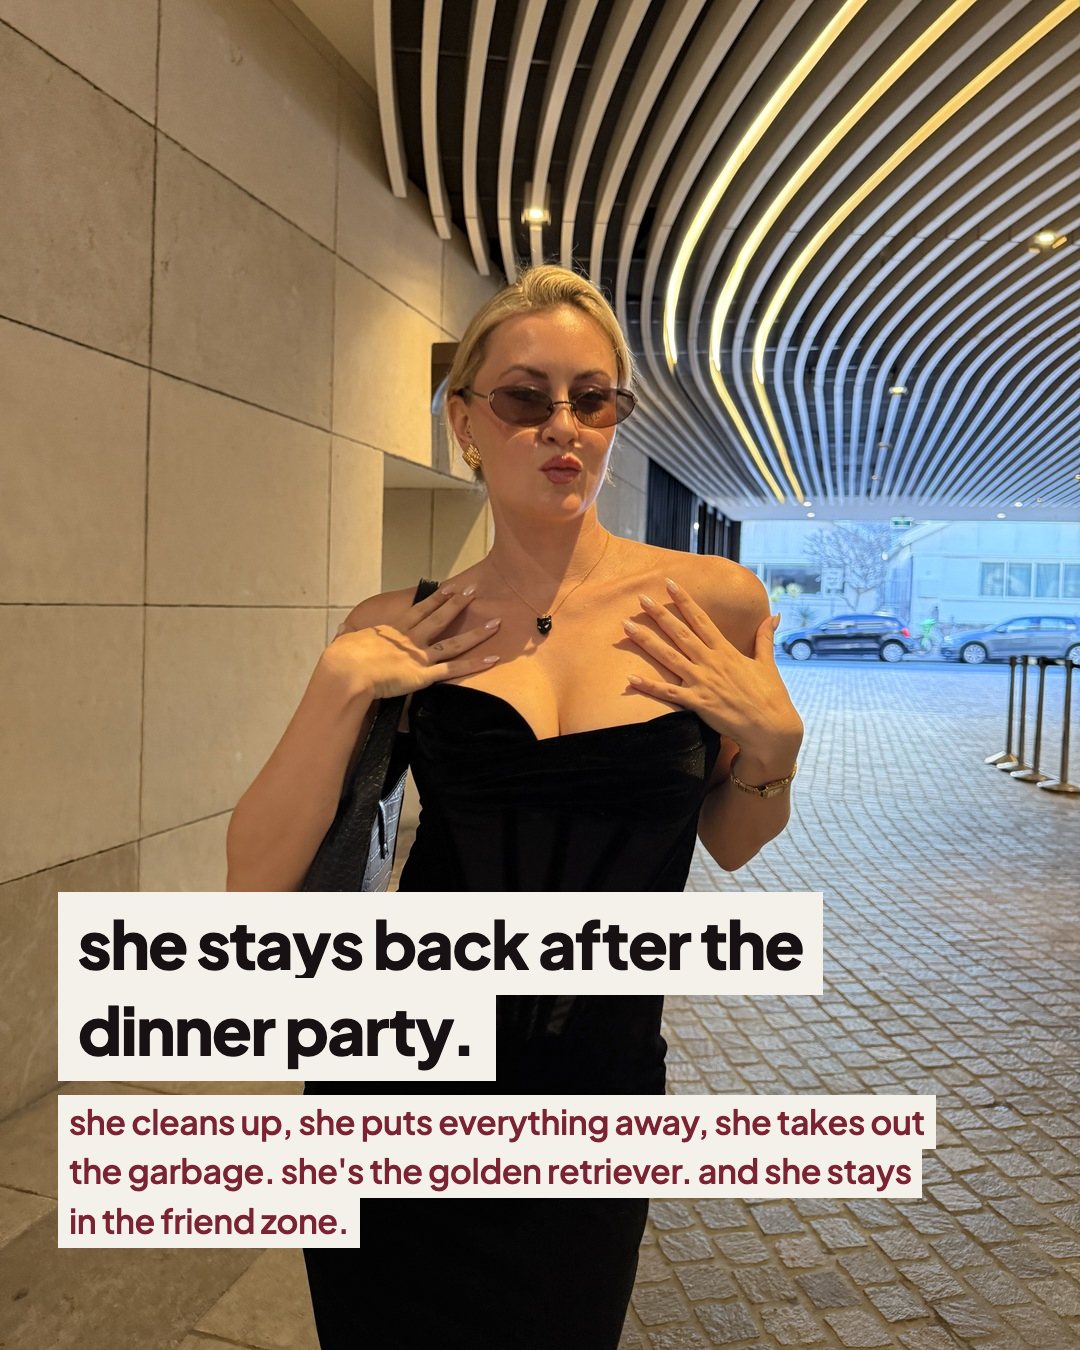 she stays back after the
dinner party.
she cleans up, she puts everything away, she takes out
the garbage. she's the golden retriever. and she stays
in the friend zone.